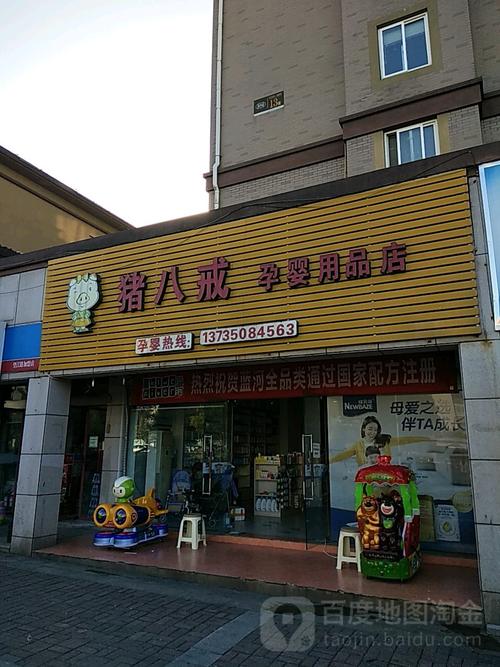 13
猪八戒 孕婴用品店
孕婴热线: 13735084563
热烈祝贺蓝河全品类通过国家配方注册
NEWBAZE
母爱之选
伴TA成长
百度地图淘金
taojin.baidu.com